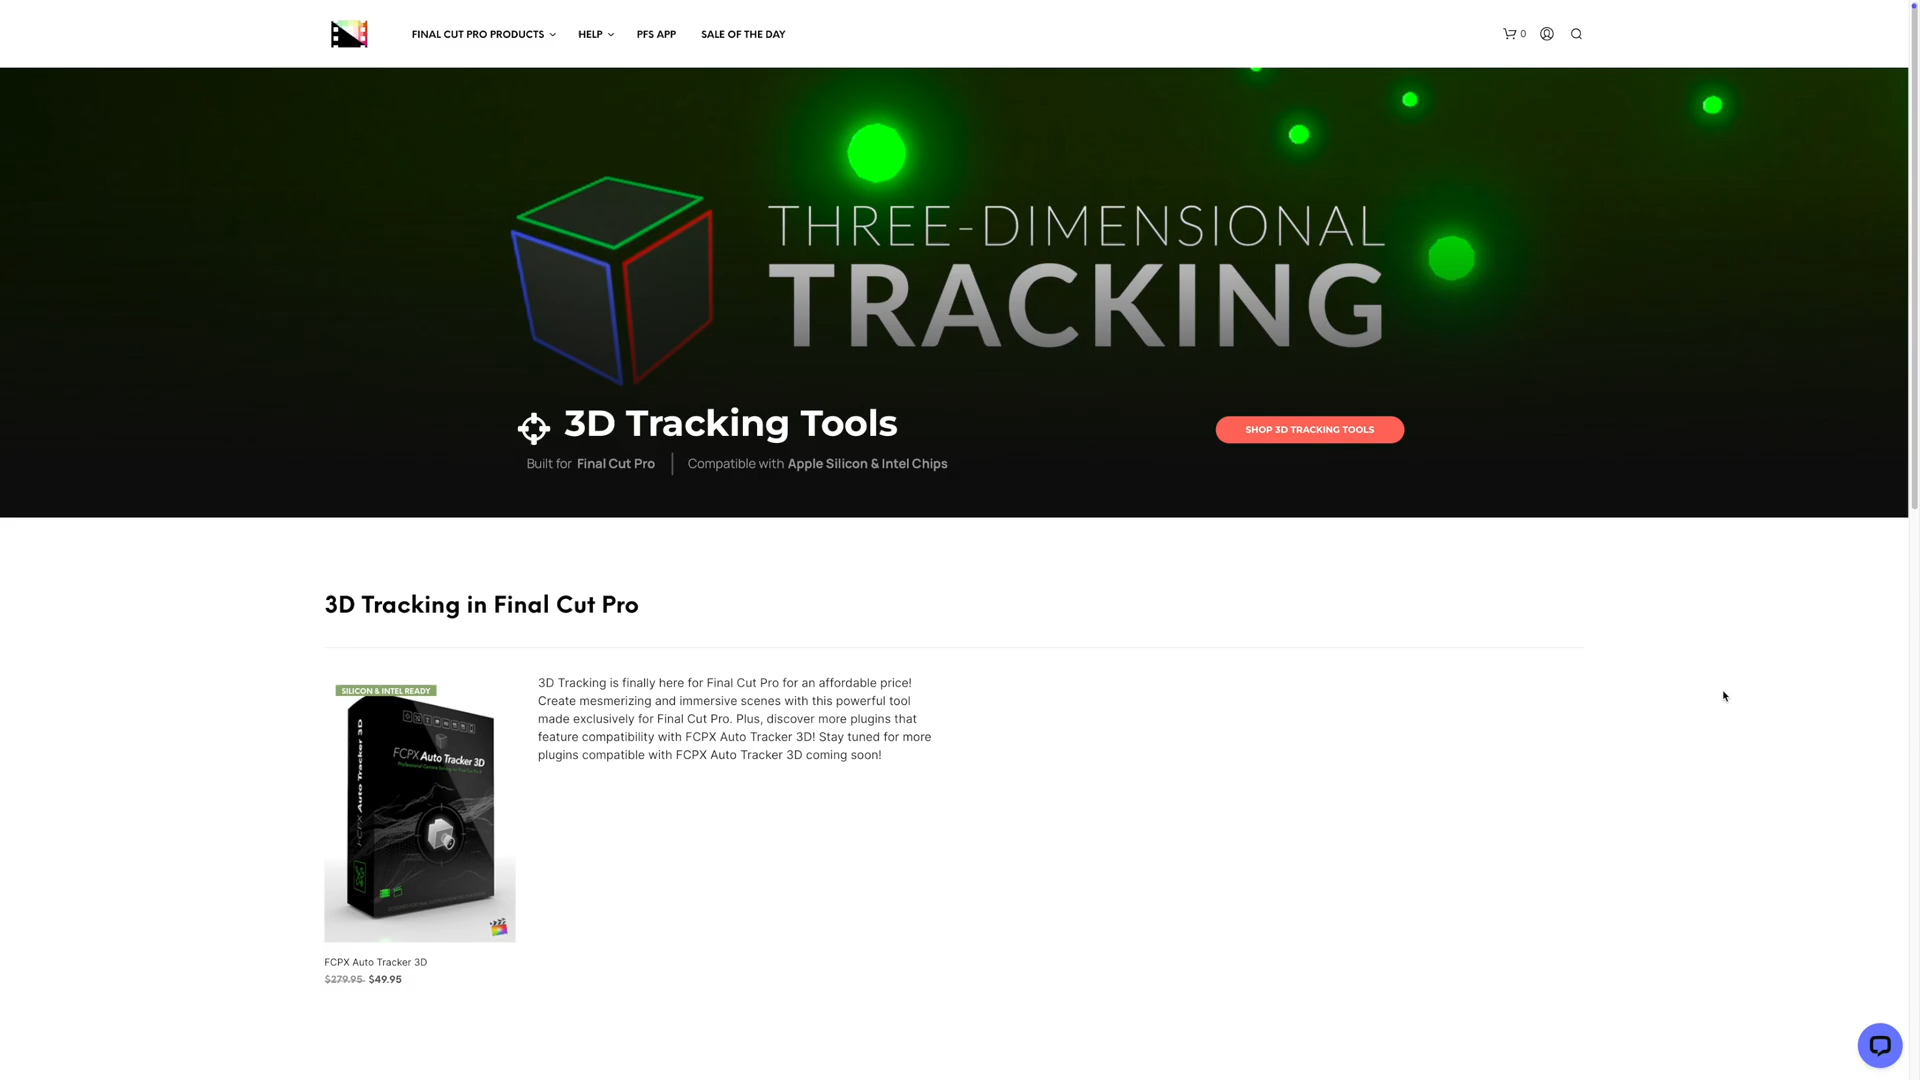 FINAL CUT PRO PRODUCTS
HELP
PFS APP
SALE OF THE DAY
0
THREE-DIMENSIONAL
TRACKING
3D Tracking Tools
SHOP 3D TRACKING TOOLS
Built for Final Cut Pro
Compatible with Apple Silicon & Intel Chips
3D Tracking in Final Cut Pro
SILICON & INTEL READY
FCPX Auto Tracker 3D
FCPX Auto Tracker 3D
3D Tracking is finally here for Final Cut Pro for an affordable price!
Create mesmerizing and immersive scenes with this powerful tool
made exclusively for Final Cut Pro. Plus, discover more plugins that
feature compatibility with FCPX Auto Tracker 3D! Stay tuned for more
plugins compatible with FCPX Auto Tracker 3D coming soon!
FCPX Auto Tracker 3D
$279.95 $49.95